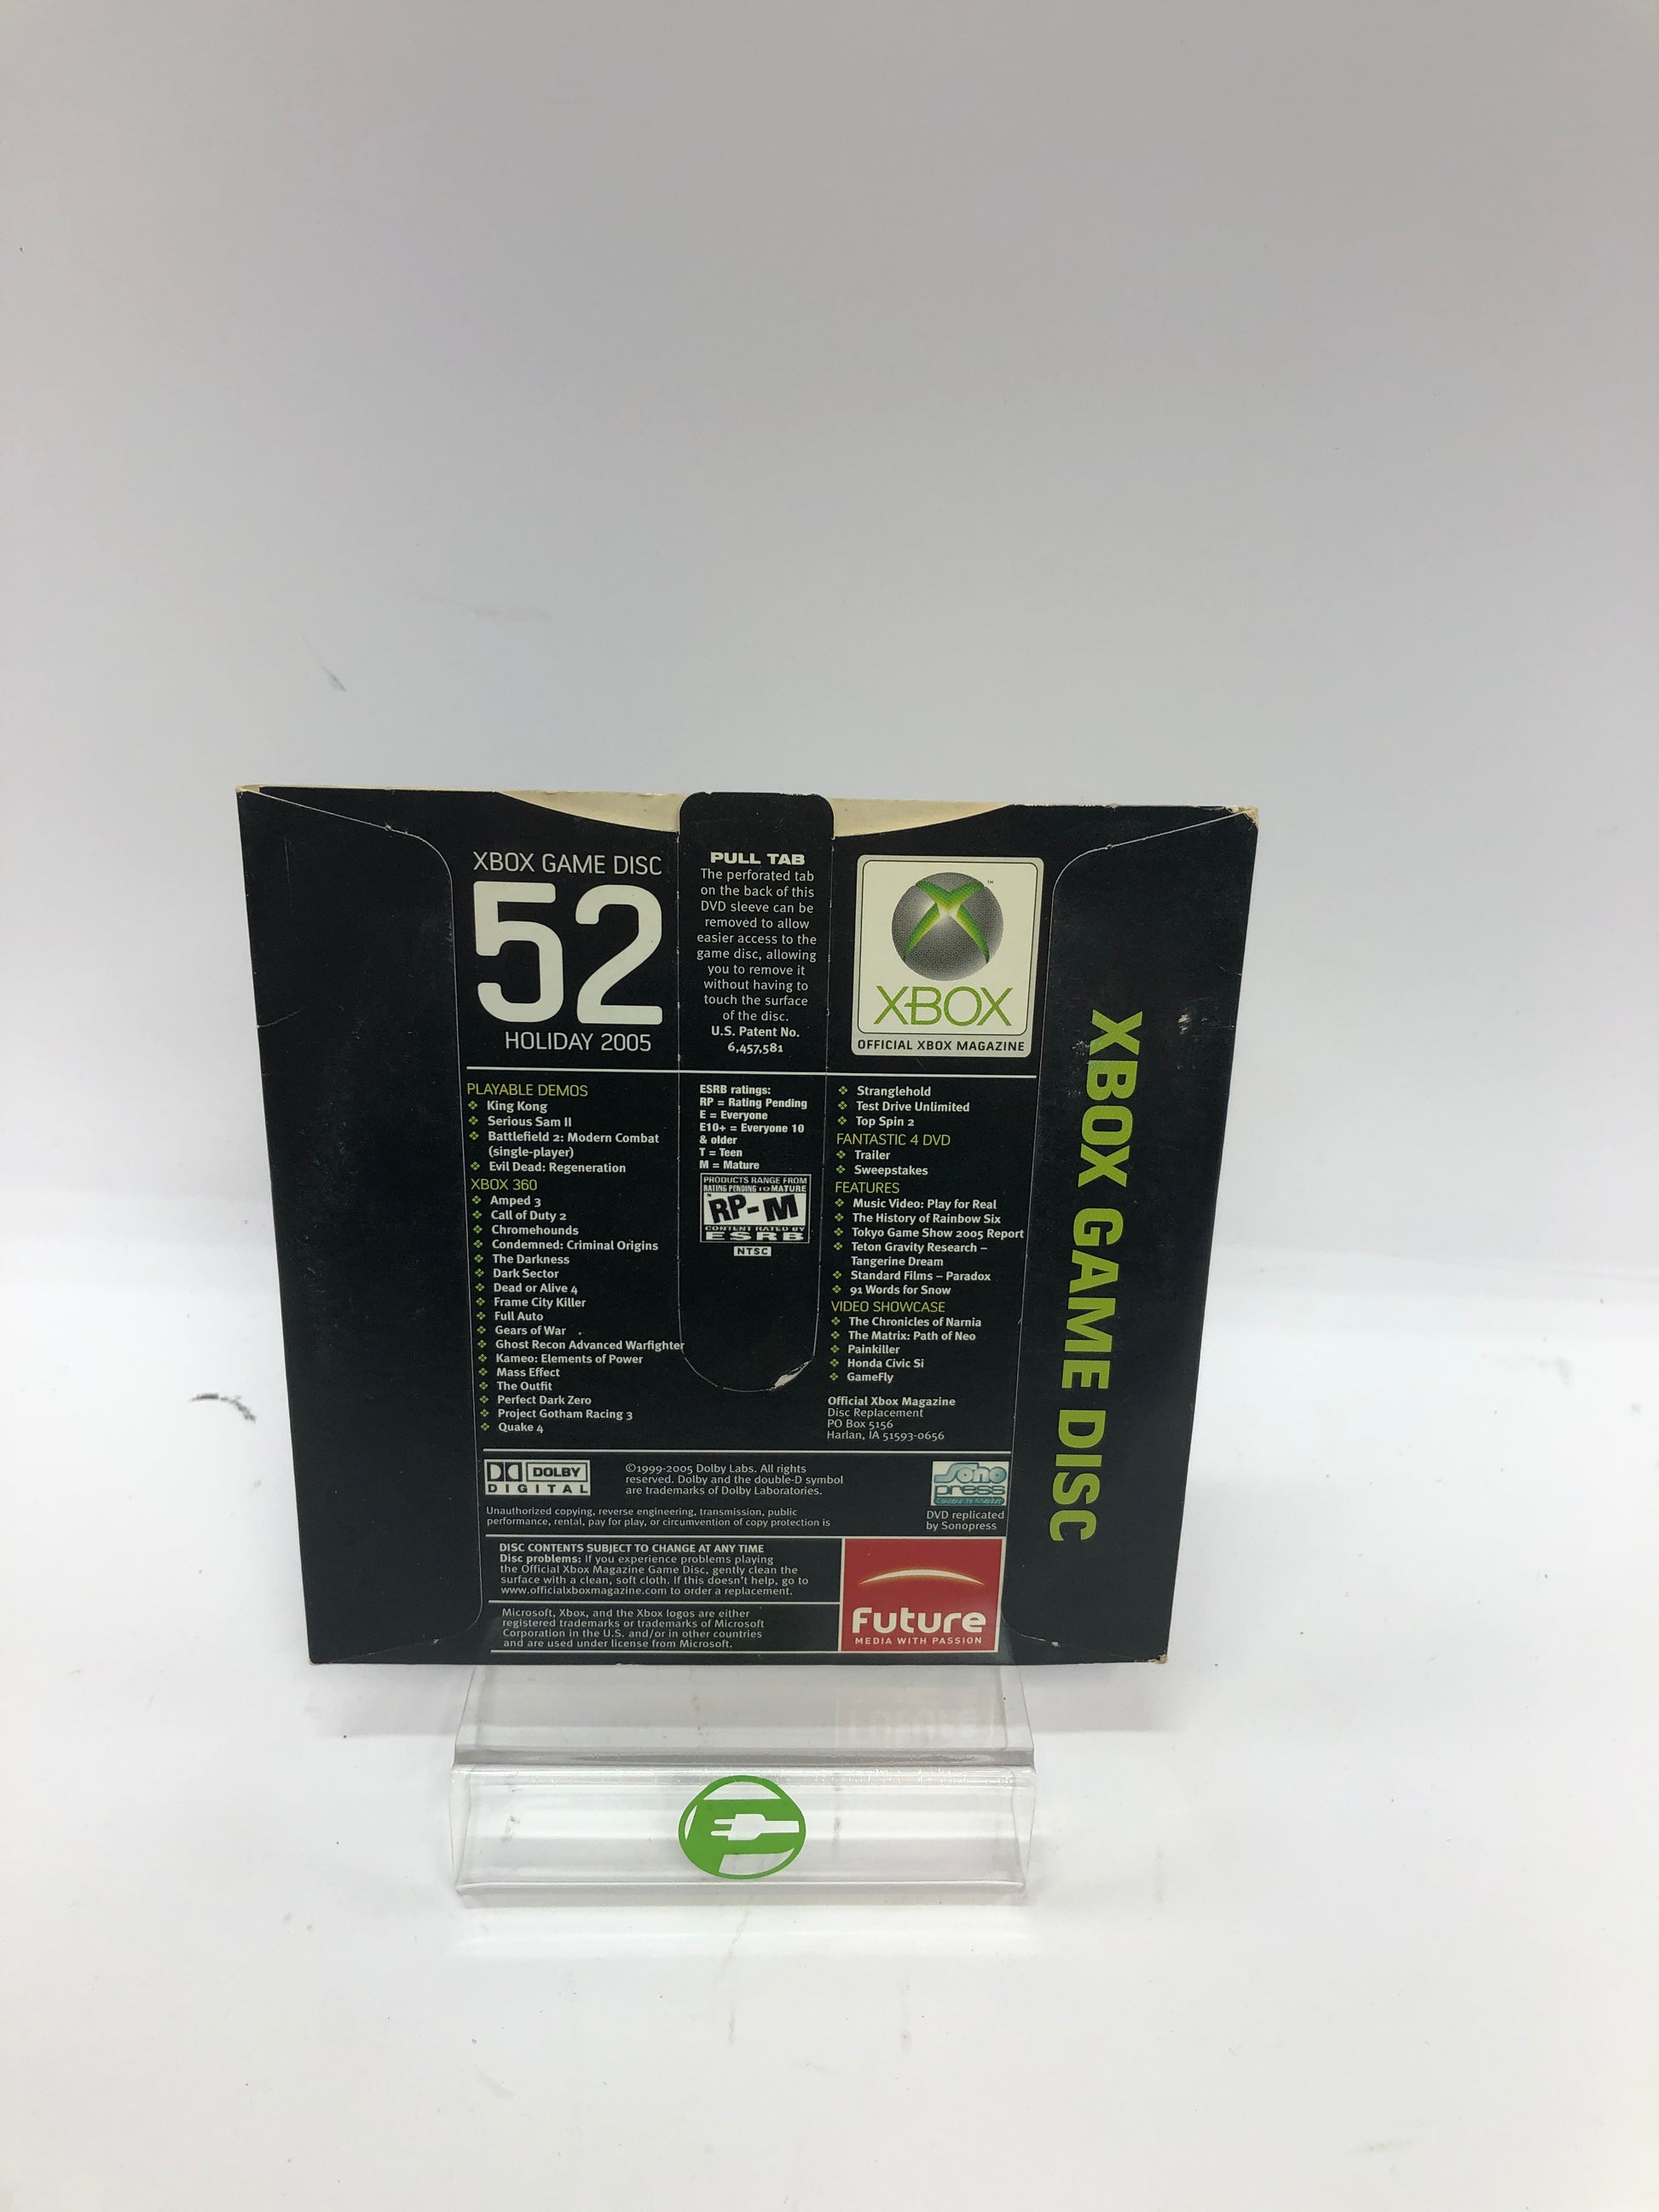 XBOX GAME DISC
52
HOLIDAY 2005
PULL TAB
The perforated tab
on the back of this
DVD sleeve can be
removed to allow
easier access to the
game disc, allowing
you to remove it
without having to
touch the surface
of the disc.
U.S. Patent No.
6,457,581
™
XBOX
OFFICIAL XBOX MAGAZINE
PLAYABLE DEMOS
King Kong
Serious Sam II
Battlefield 2: Modern Combat
(single-player)
Evil Dead: Regeneration
XBOX 360
Amped 3
Call of Duty 2
Chromehounds
Condemned: Criminal Origins
The Darkness
Dark Sector
Dead or Alive 4
Frame City Killer
Full Auto
Gears of War
Ghost Recon Advanced Warfighter
Kameo: Elements of Power
Mass Effect
The Outfit
Perfect Dark Zero
Project Gotham Racing 3
Quake 4
ESRB ratings:
RP = Rating Pending
E = Everyone
E10+ = Everyone 10
& older
T = Teen
M = Mature
PRODUCTS RANGE FROM
RATING PENDING TO MATURE
RP-M
CONTENT RATED BY
ESRB
NTSC
Stranglehold
Test Drive Unlimited
Top Spin 2
FANTASTIC 4 DVD
Trailer
Sweepstakes
FEATURES
Music Video: Play for Real
The History of Rainbow Six
Tokyo Game Show 2005 Report
Teton Gravity Research –
Tangerine Dream
Standard Films – Paradox
91 Words for Snow
VIDEO SHOWCASE
The Chronicles of Narnia
The Matrix: Path of Neo
Painkiller
Honda Civic Si
GameFly
Official Xbox Magazine
Disc Replacement
PO Box 5156
Harlan, IA 51593-0656
XBOX GAME DISC
DOLBY
DIGITAL
©1999-2005 Dolby Labs. All rights
reserved. Dolby and the double-D symbol
are trademarks of Dolby Laboratories.
Sono
press
Content to Market
DVD replicated
by Sonopress
Unauthorized copying, reverse engineering, transmission, public
performance, rental, pay for play, or circumvention of copy protection is
DISC CONTENTS SUBJECT TO CHANGE AT ANY TIME
Disc problems: If you experience problems playing
the Official Xbox Magazine Game Disc, gently clean the
surface with a clean, soft cloth. If this doesn't help, go to
www.officialxboxmagazine.com to order a replacement.
Microsoft, Xbox, and the Xbox logos are either
registered trademarks or trademarks of Microsoft
Corporation in the U.S. and/or in other countries
and are used under license from Microsoft.
Future
MEDIA WITH PASSION